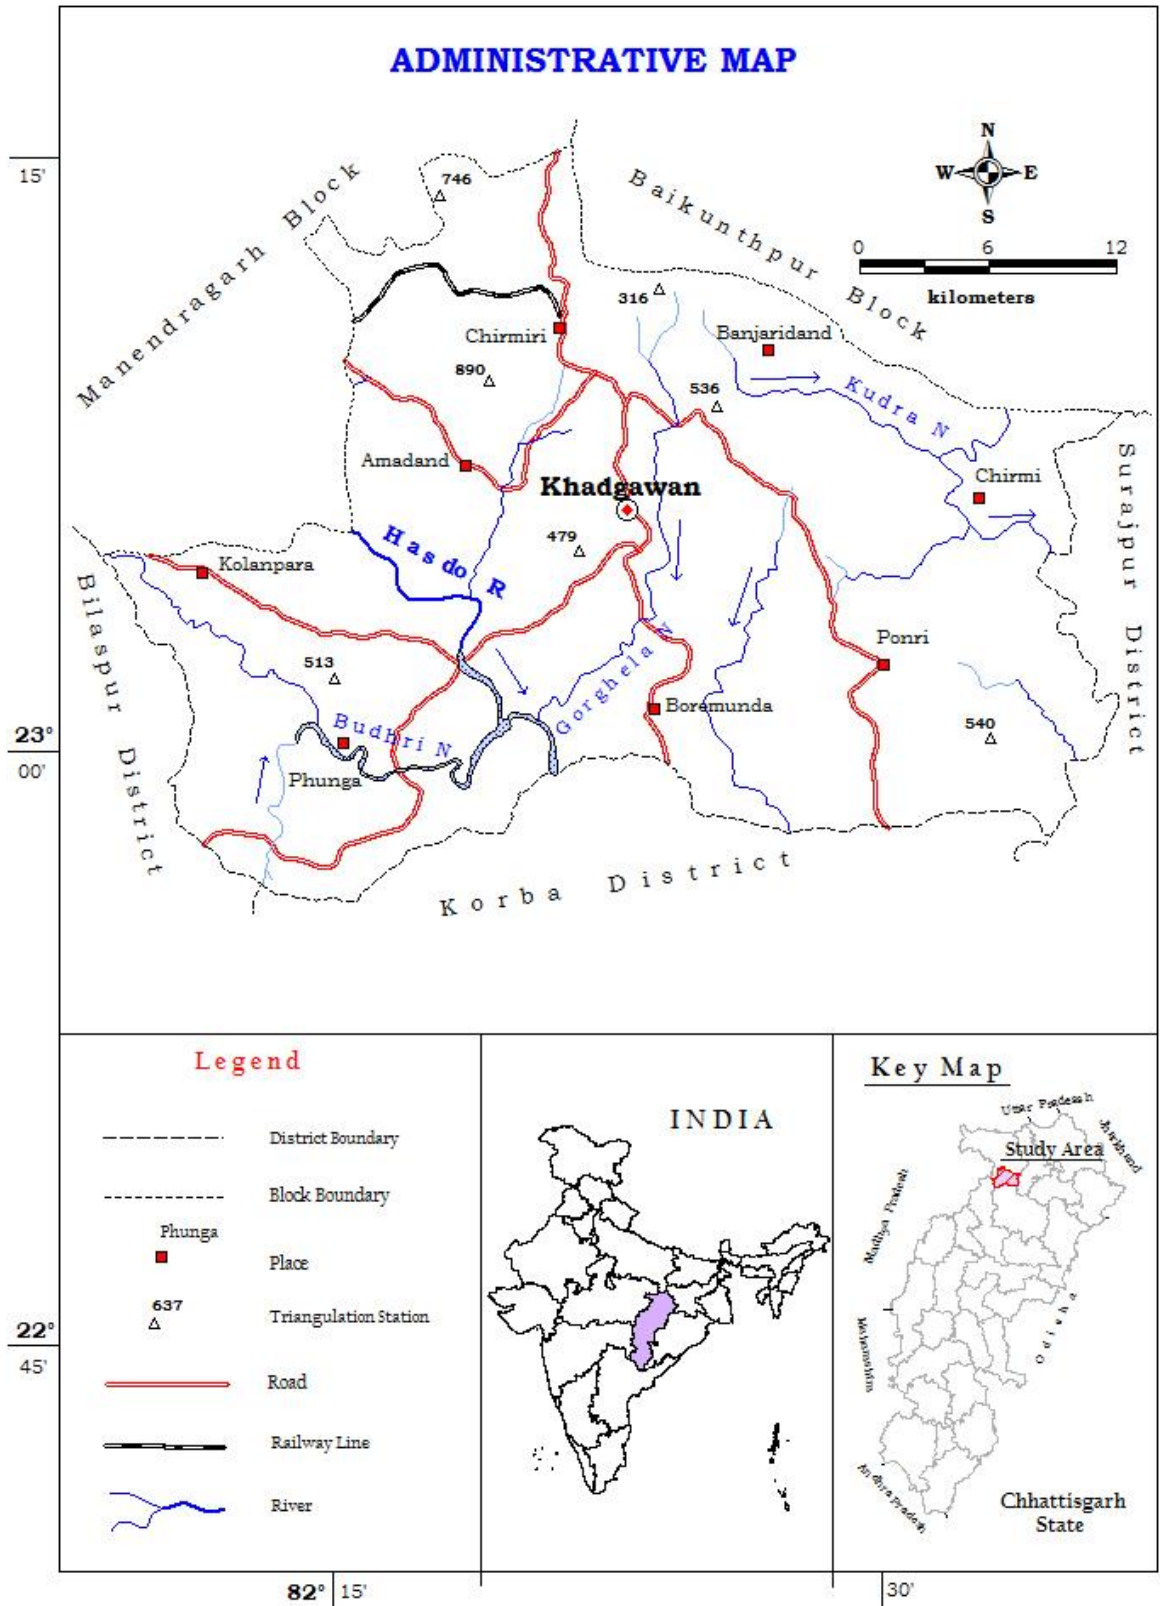 ADMINISTRATIVE MAP
15'
746
Manendragarh Block
Baikunthpur Block
N
W E
S
0 6 12
kilometers
316
Chirmiri
Banjaridand
890
536
Kudra N
Amadand
Khadgawan
Chirmi
Surajpur District
Hasdo R
479
Kolanpara
Bilaspur District
513
Gorghela N
Ponri
Boremunda
540
Budhri N
Phunga
23°
00'
Korba District
Legend
District Boundary
Block Boundary
Phunga
Place
637
Triangulation Station
Road
Railway Line
River
22°
45'
INDIA
Key Map
Uttar Pradesh
Jharkhand
Study Area
Madhya Pradesh
Odisha
Maharashtra
Andhra Pradesh
Chhattisgarh
State
82° 15'
30'